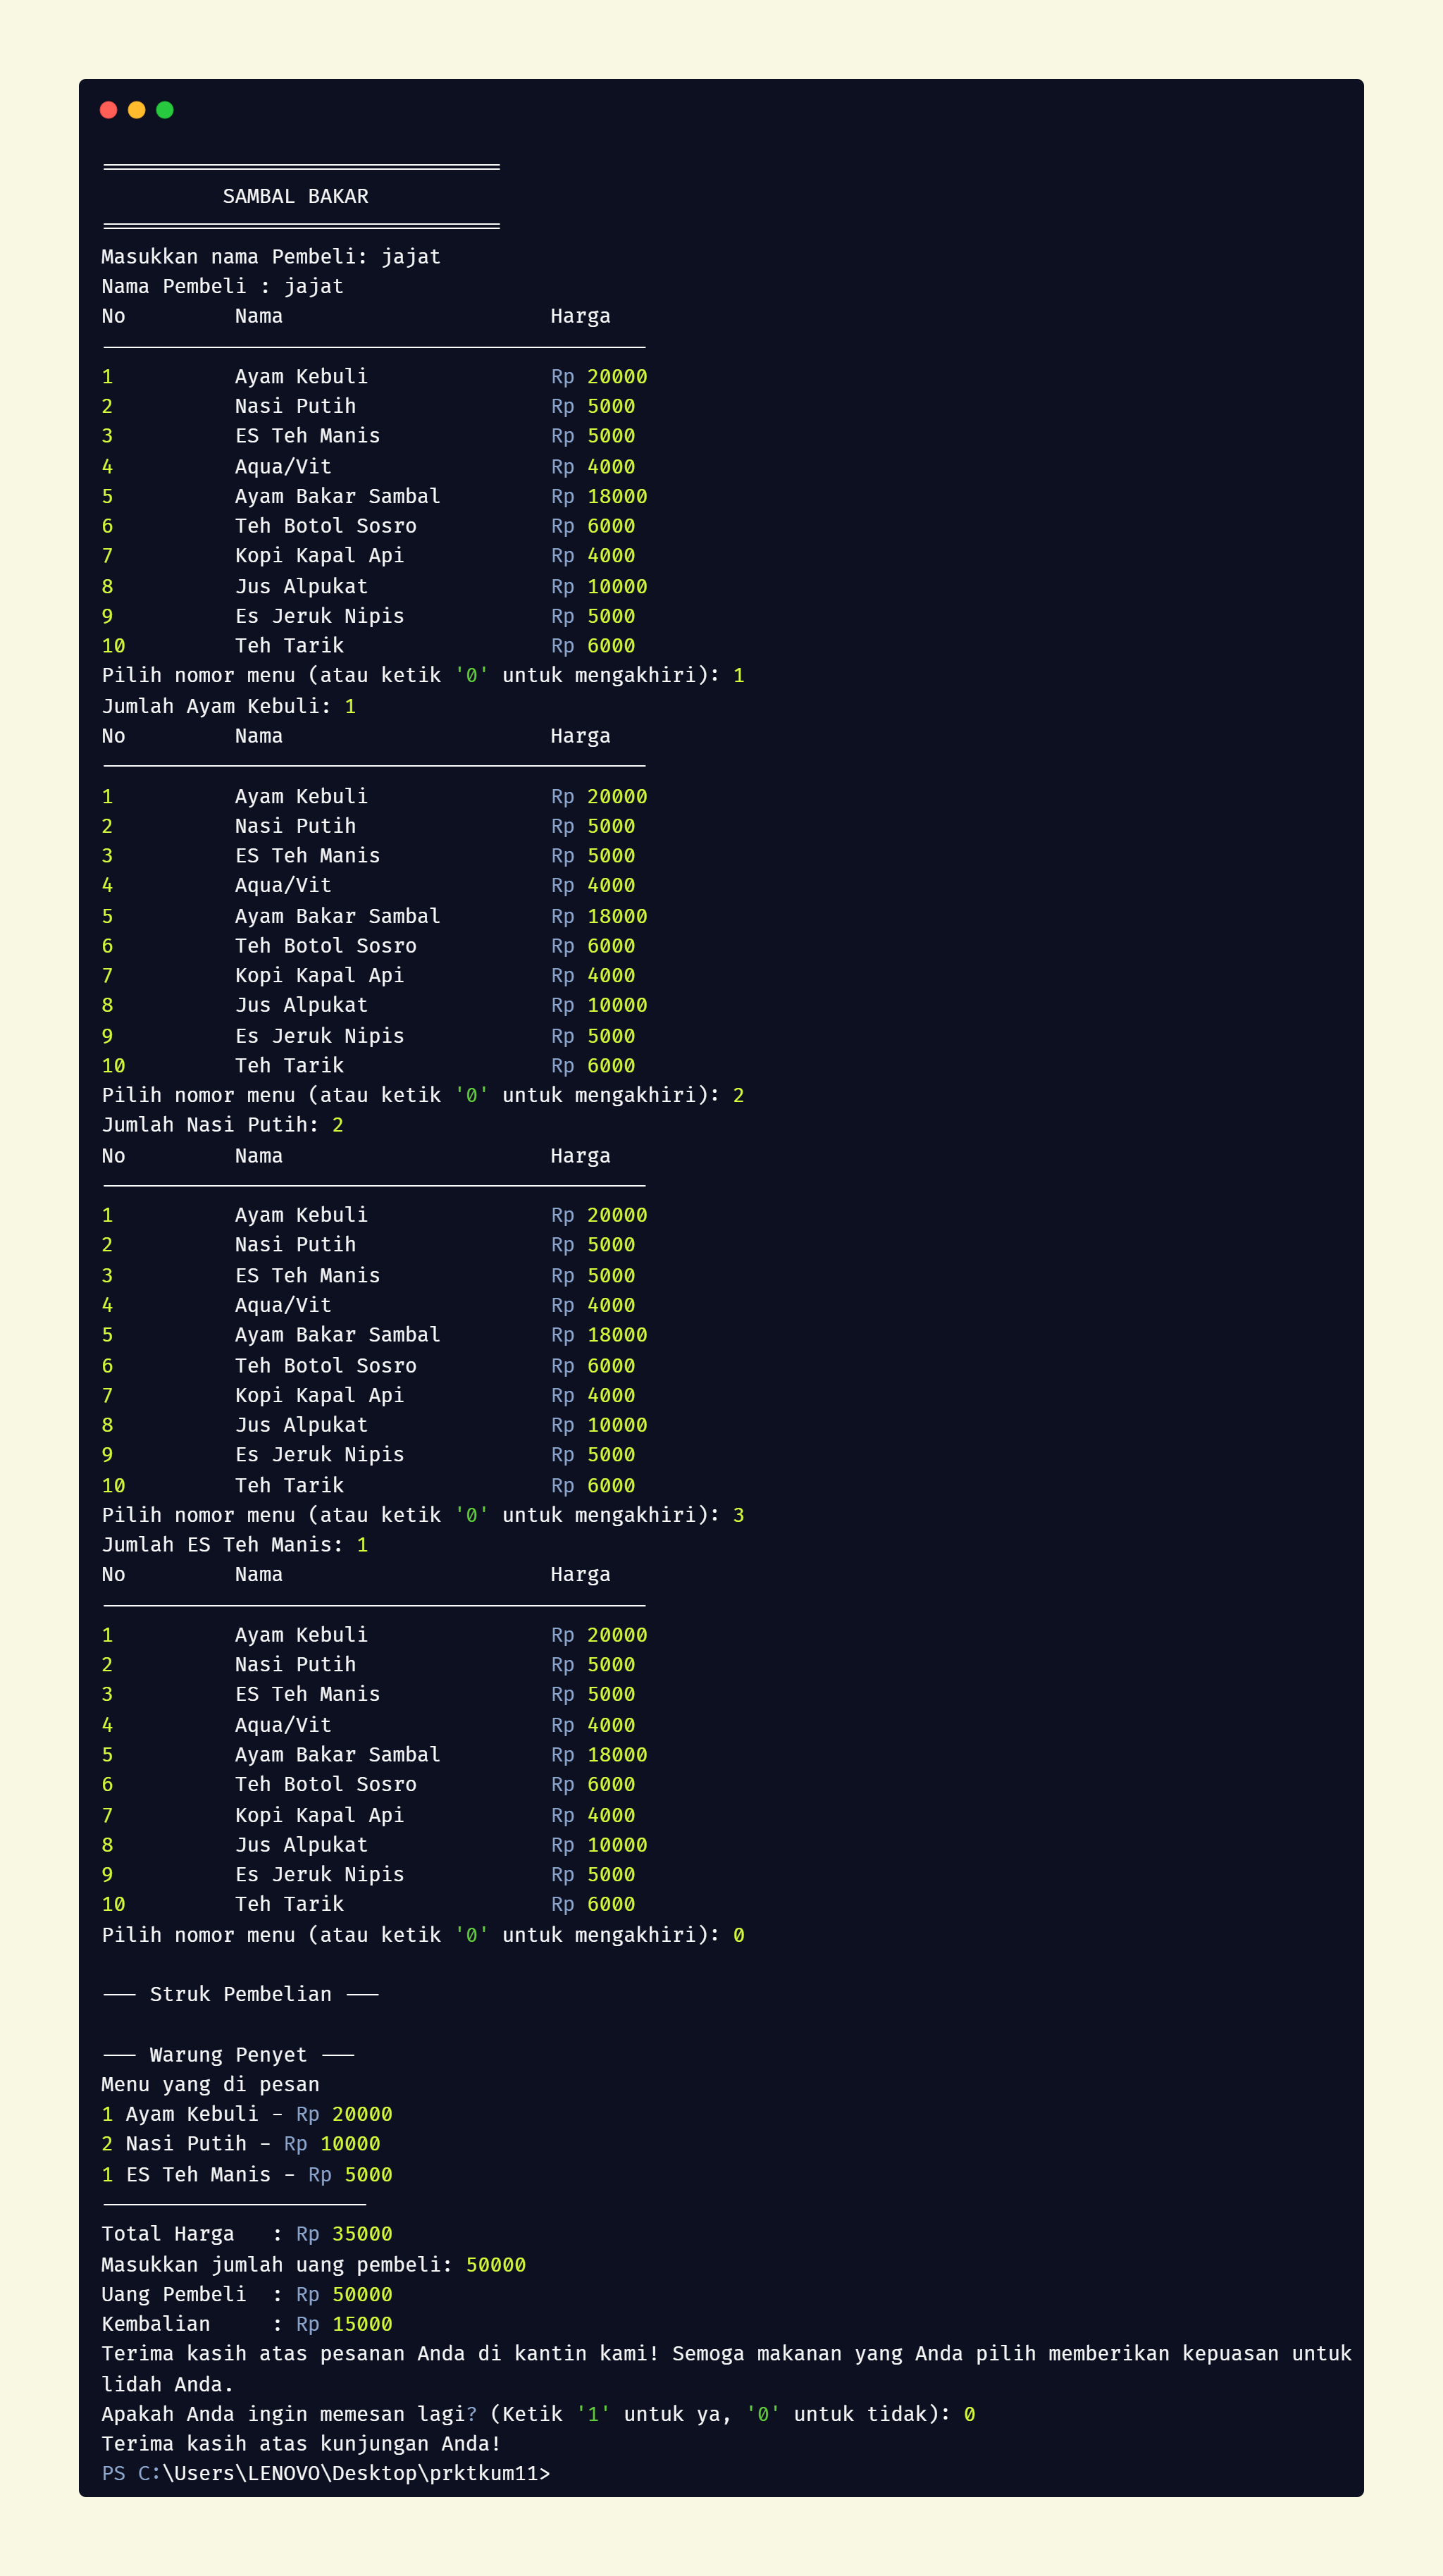 =================================
          SAMBAL BAKAR
=================================
Masukkan nama Pembeli: jajat
Nama Pembeli : jajat
No         Nama                      Harga
---------------------------------------------
1          Ayam Kebuli               Rp 20000
2          Nasi Putih                Rp 5000
3          ES Teh Manis              Rp 5000
4          Aqua/Vit                  Rp 4000
5          Ayam Bakar Sambal         Rp 18000
6          Teh Botol Sosro           Rp 6000
7          Kopi Kapal Api            Rp 4000
8          Jus Alpukat               Rp 10000
9          Es Jeruk Nipis            Rp 5000
10         Teh Tarik                 Rp 6000
Pilih nomor menu (atau ketik '0' untuk mengakhiri): 1
Jumlah Ayam Kebuli: 1
No         Nama                      Harga
---------------------------------------------
1          Ayam Kebuli               Rp 20000
2          Nasi Putih                Rp 5000
3          ES Teh Manis              Rp 5000
4          Aqua/Vit                  Rp 4000
5          Ayam Bakar Sambal         Rp 18000
6          Teh Botol Sosro           Rp 6000
7          Kopi Kapal Api            Rp 4000
8          Jus Alpukat               Rp 10000
9          Es Jeruk Nipis            Rp 5000
10         Teh Tarik                 Rp 6000
Pilih nomor menu (atau ketik '0' untuk mengakhiri): 2
Jumlah Nasi Putih: 2
No         Nama                      Harga
---------------------------------------------
1          Ayam Kebuli               Rp 20000
2          Nasi Putih                Rp 5000
3          ES Teh Manis              Rp 5000
4          Aqua/Vit                  Rp 4000
5          Ayam Bakar Sambal         Rp 18000
6          Teh Botol Sosro           Rp 6000
7          Kopi Kapal Api            Rp 4000
8          Jus Alpukat               Rp 10000
9          Es Jeruk Nipis            Rp 5000
10         Teh Tarik                 Rp 6000
Pilih nomor menu (atau ketik '0' untuk mengakhiri): 3
Jumlah ES Teh Manis: 1
No         Nama                      Harga
---------------------------------------------
1          Ayam Kebuli               Rp 20000
2          Nasi Putih                Rp 5000
3          ES Teh Manis              Rp 5000
4          Aqua/Vit                  Rp 4000
5          Ayam Bakar Sambal         Rp 18000
6          Teh Botol Sosro           Rp 6000
7          Kopi Kapal Api            Rp 4000
8          Jus Alpukat               Rp 10000
9          Es Jeruk Nipis            Rp 5000
10         Teh Tarik                 Rp 6000
Pilih nomor menu (atau ketik '0' untuk mengakhiri): 0
--- Struk Pembelian ---
--- Warung Penyet ---
Menu yang di pesan
1 Ayam Kebuli - Rp 20000
2 Nasi Putih - Rp 10000
1 ES Teh Manis - Rp 5000
----------------------
Total Harga   : Rp 35000
Masukkan jumlah uang pembeli: 50000
Uang Pembeli  : Rp 50000
Kembalian     : Rp 15000
Terima kasih atas pesanan Anda di kantin kami! Semoga makanan yang Anda pilih memberikan kepuasan untuk
lidah Anda.
Apakah Anda ingin memesan lagi? (Ketik '1' untuk ya, '0' untuk tidak): 0
Terima kasih atas kunjungan Anda!
PS C:\Users\LENOVO\Desktop\prktkum11>